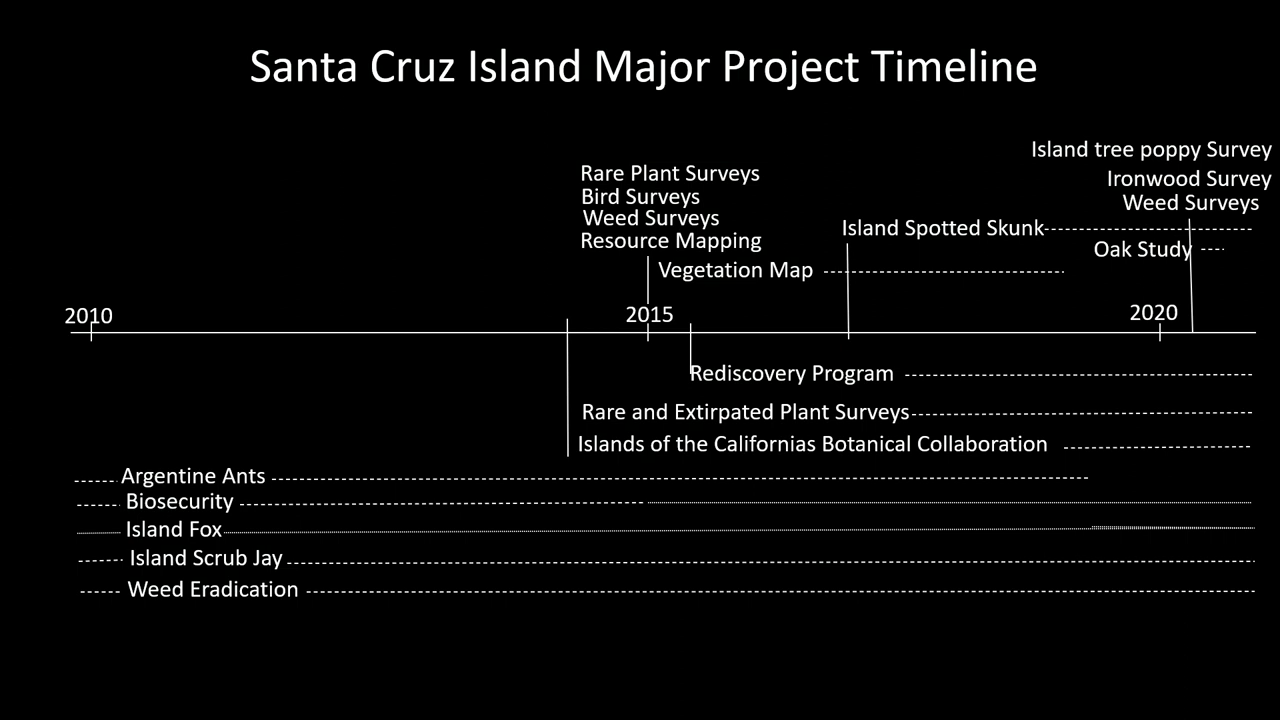 Santa Cruz Island Major Project Timeline
Island tree poppy Survey
Rare Plant Surveys
Ironwood Survey
Bird Surveys
Weed Surveys
Weed Surveys
Island Spotted Skunk
Resource Mapping
Oak Study
Vegetation Map
2010
2015
2020
Rediscovery Program
Rare and Extirpated Plant Surveys
Islands of the Californias Botanical Collaboration
Argentine Ants
Biosecurity
Island Fox
Island Scrub Jay
Weed Eradication